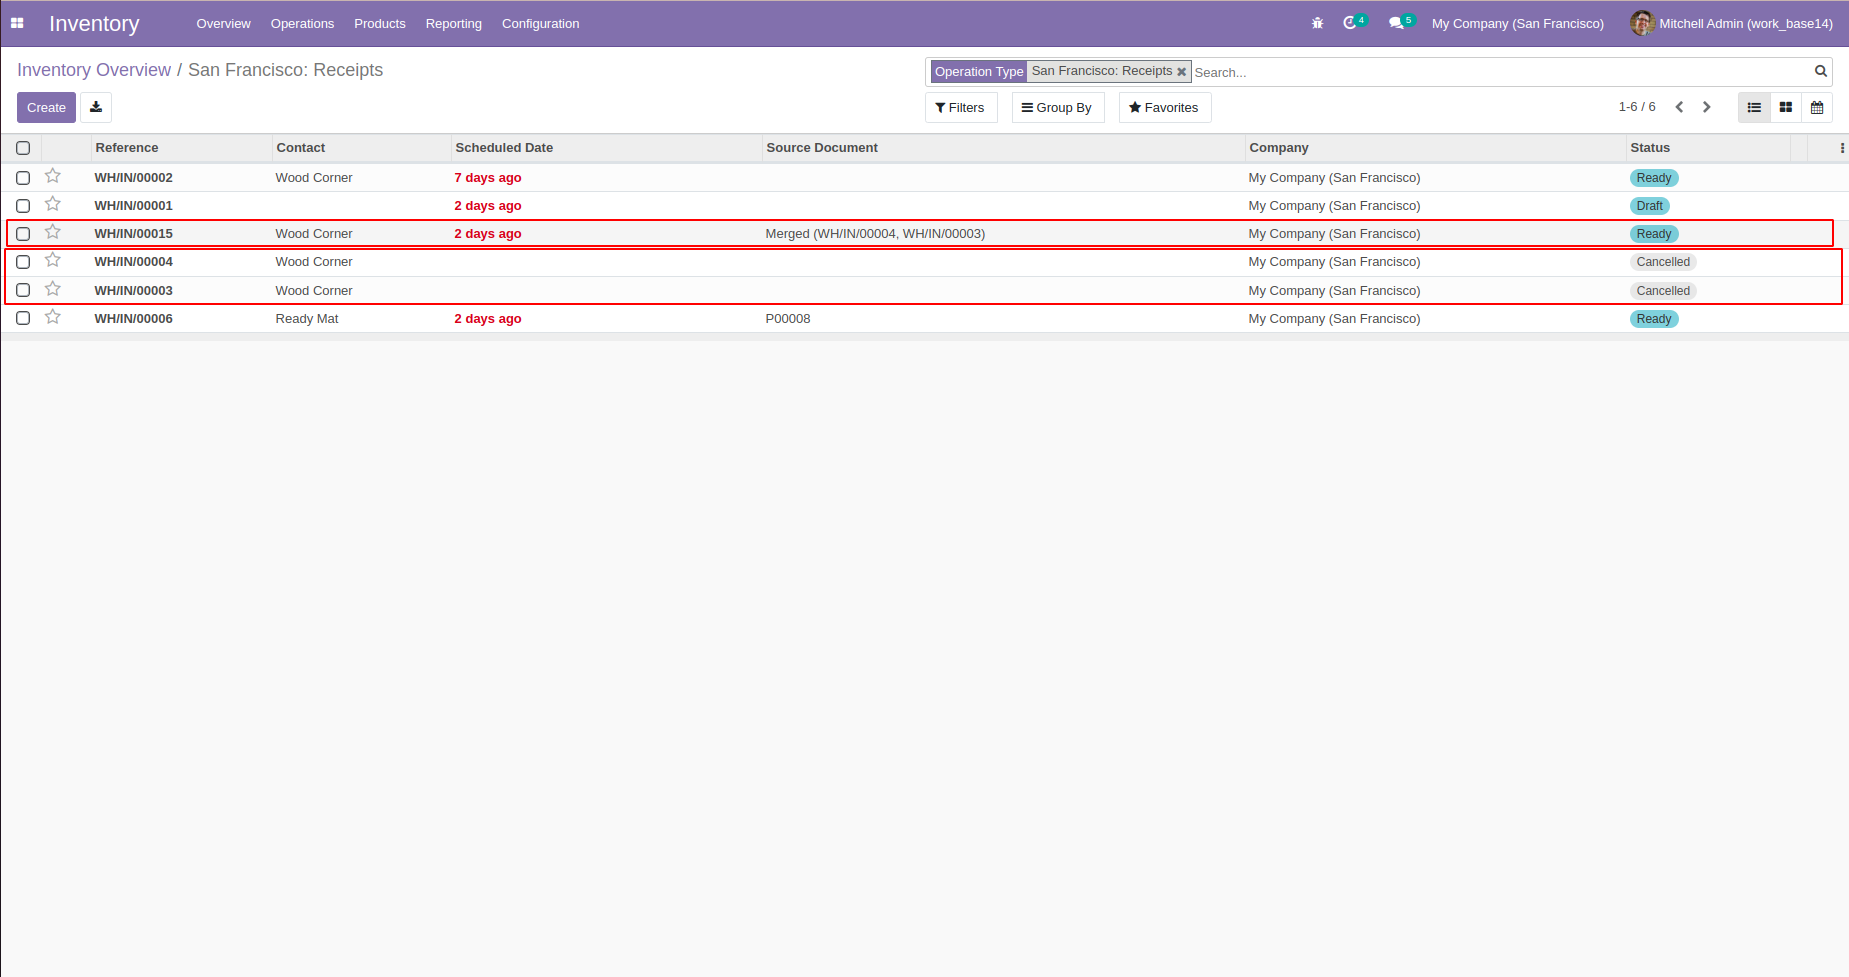 Inventory Overview Operations Products Reporting Configuration 4 5 My Company (San Francisco) Mitchell Admin (work_base14)
Inventory Overview / San Francisco: Receipts Operation Type San Francisco: Receipts Search...
Create Filters Group By Favorites 1-6 / 6
Reference Contact Scheduled Date Source Document Company Status
WH/IN/00002 Wood Corner 7 days ago My Company (San Francisco) Ready
WH/IN/00001 2 days ago My Company (San Francisco) Draft
WH/IN/00015 Wood Corner 2 days ago Merged (WH/IN/00004, WH/IN/00003) My Company (San Francisco) Ready
WH/IN/00004 Wood Corner My Company (San Francisco) Cancelled
WH/IN/00003 Wood Corner My Company (San Francisco) Cancelled
WH/IN/00006 Ready Mat 2 days ago P00008 My Company (San Francisco) Ready